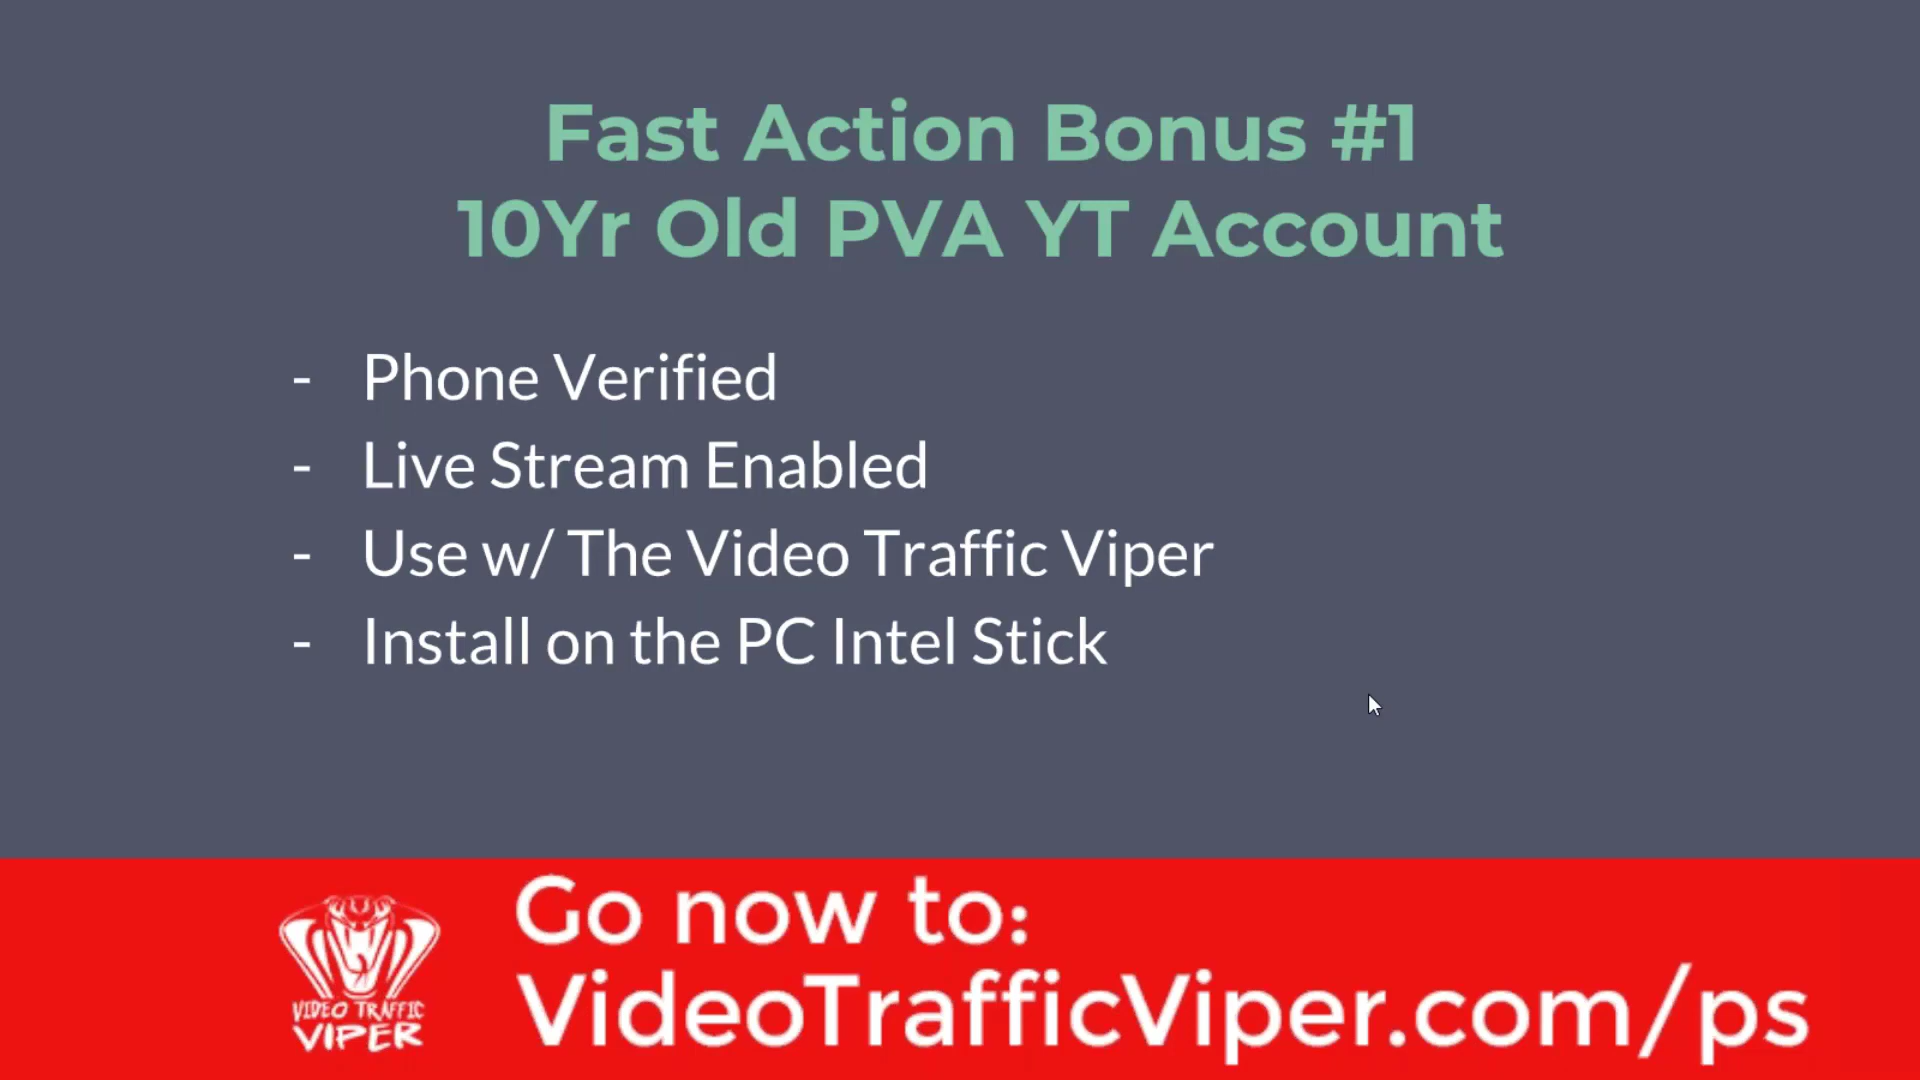 Fast Action Bonus #1
10Yr Old PVA YT Account
- Phone Verified
- Live Stream Enabled
- Use w/ The Video Traffic Viper
- Install on the PC Intel Stick
VIDEO TRAFFIC
VIPER
Go now to:
VideoTrafficViper.com/ps